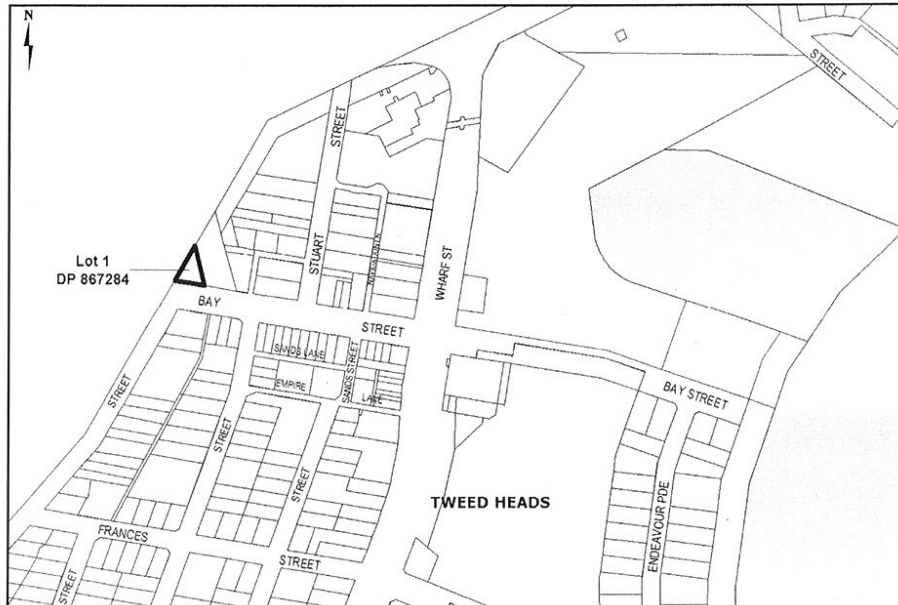 N
STREET
STREET
Lot 1
DP 867284
STUART
WHARF ST
BAY
STREET
SANDS LANE
SANDS STREET
EMPIRE
LANE
BAY STREET
STREET
STREET
STREET
TWEED HEADS
ENDEAVOUR PDE
FRANCES
STREET
STREET